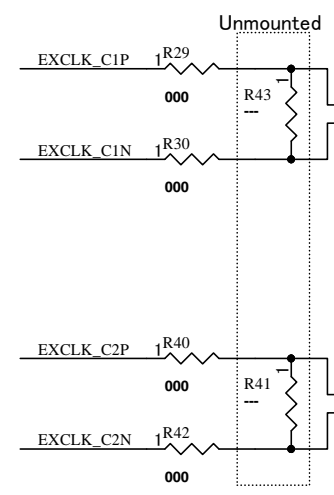 Unmounted
EXCLK_C1P 1 R29
000
R43 1
---
EXCLK_C1N 1 R30
000
EXCLK_C2P 1 R40
000
R41 1
---
EXCLK_C2N 1 R42
000